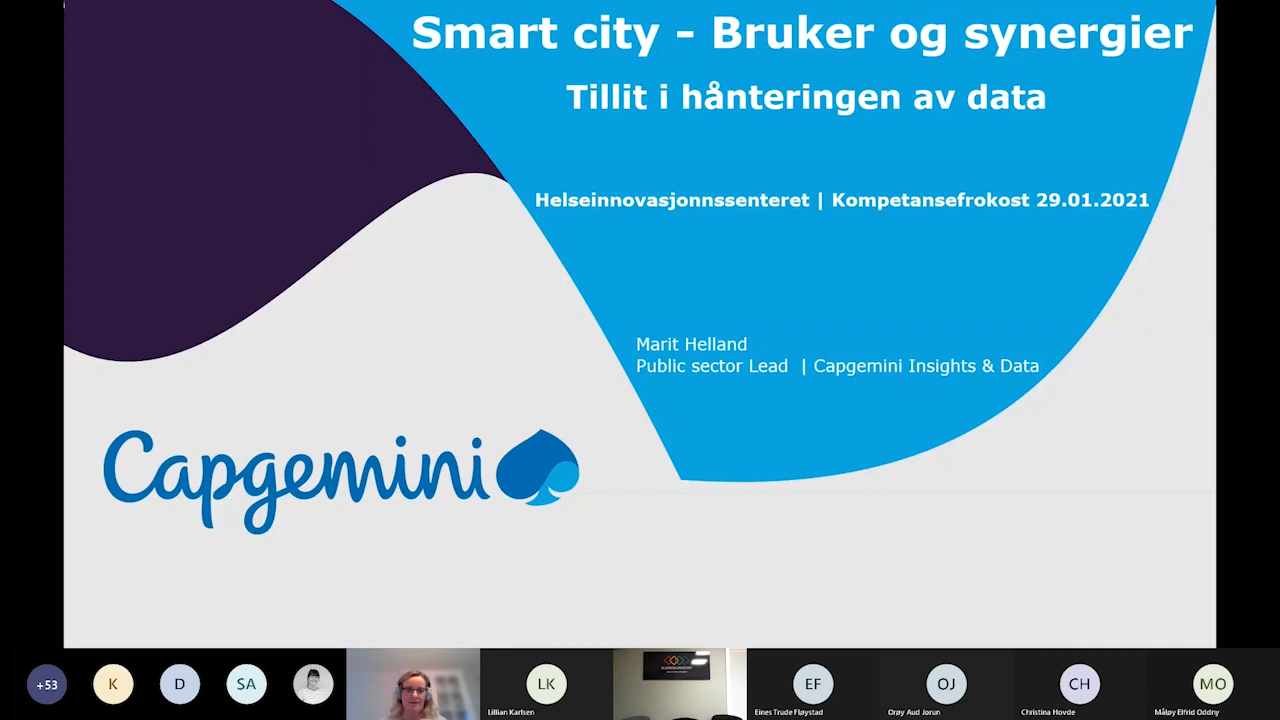 Smart city - Bruker og synergier
Tillit i hånteringen av data
Helseinnovasjonnssenteret | Kompetansefrokost 29.01.2021
Marit Helland
Public sector Lead | Capgemini Insights & Data
Capgemini
+53
K
D
SA
LK
Lillian Karlsen
EF
Eines Trude Fløystad
OJ
Orøy Aud Jorun
CH
Christina Hovde
MO
Måløy Elfrid Oddny